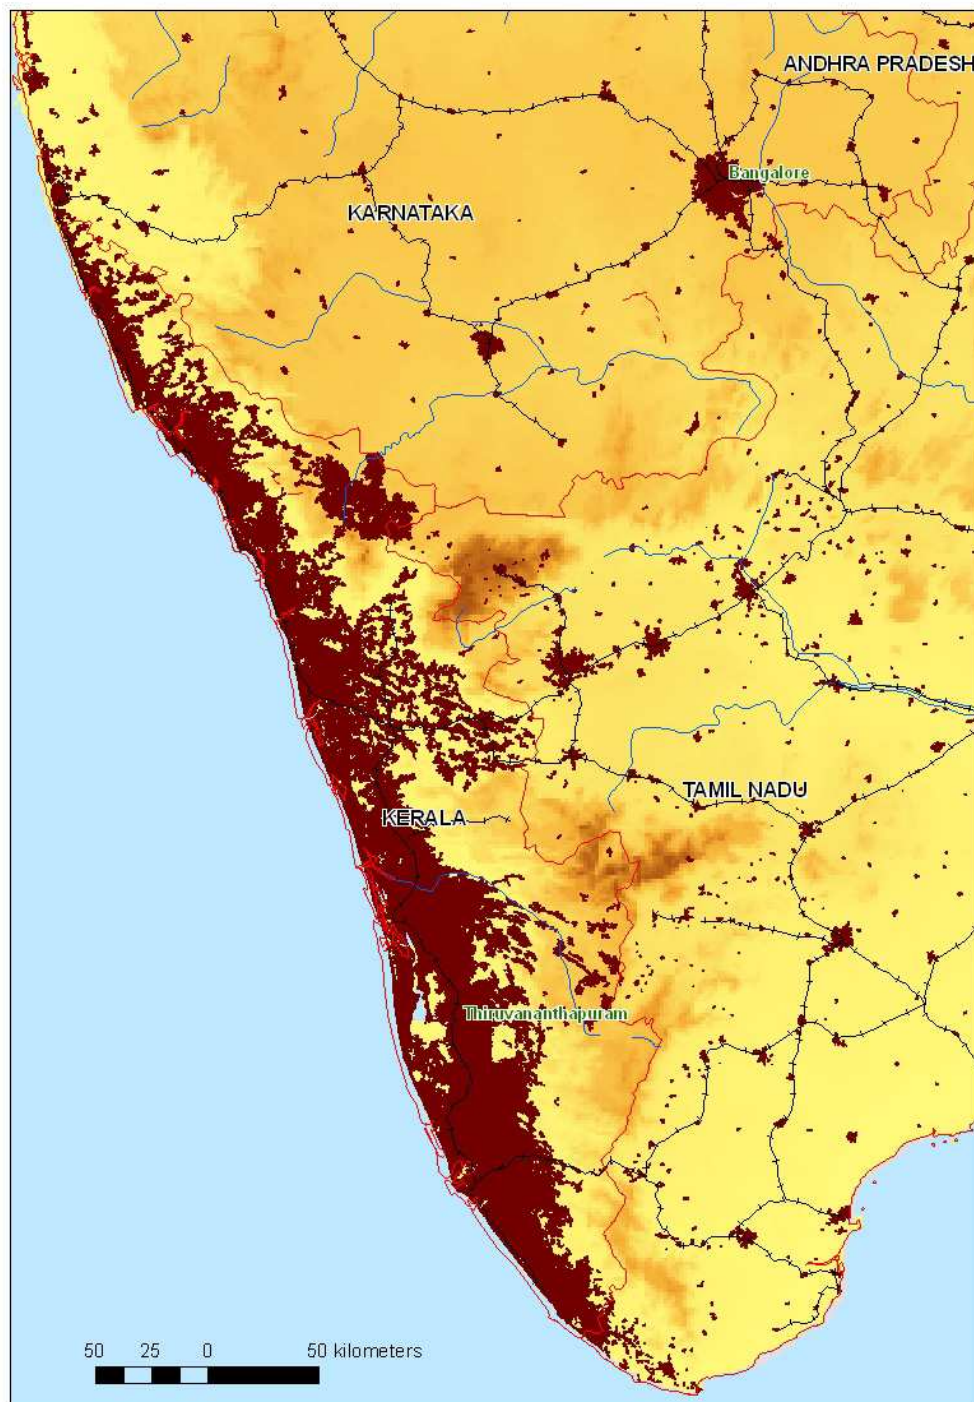 ANDHRA PRADESH
Bangalore
KARNATAKA
TAMIL NADU
KERALA
Thiruvananthapuram
50 25 0 50 kilometers